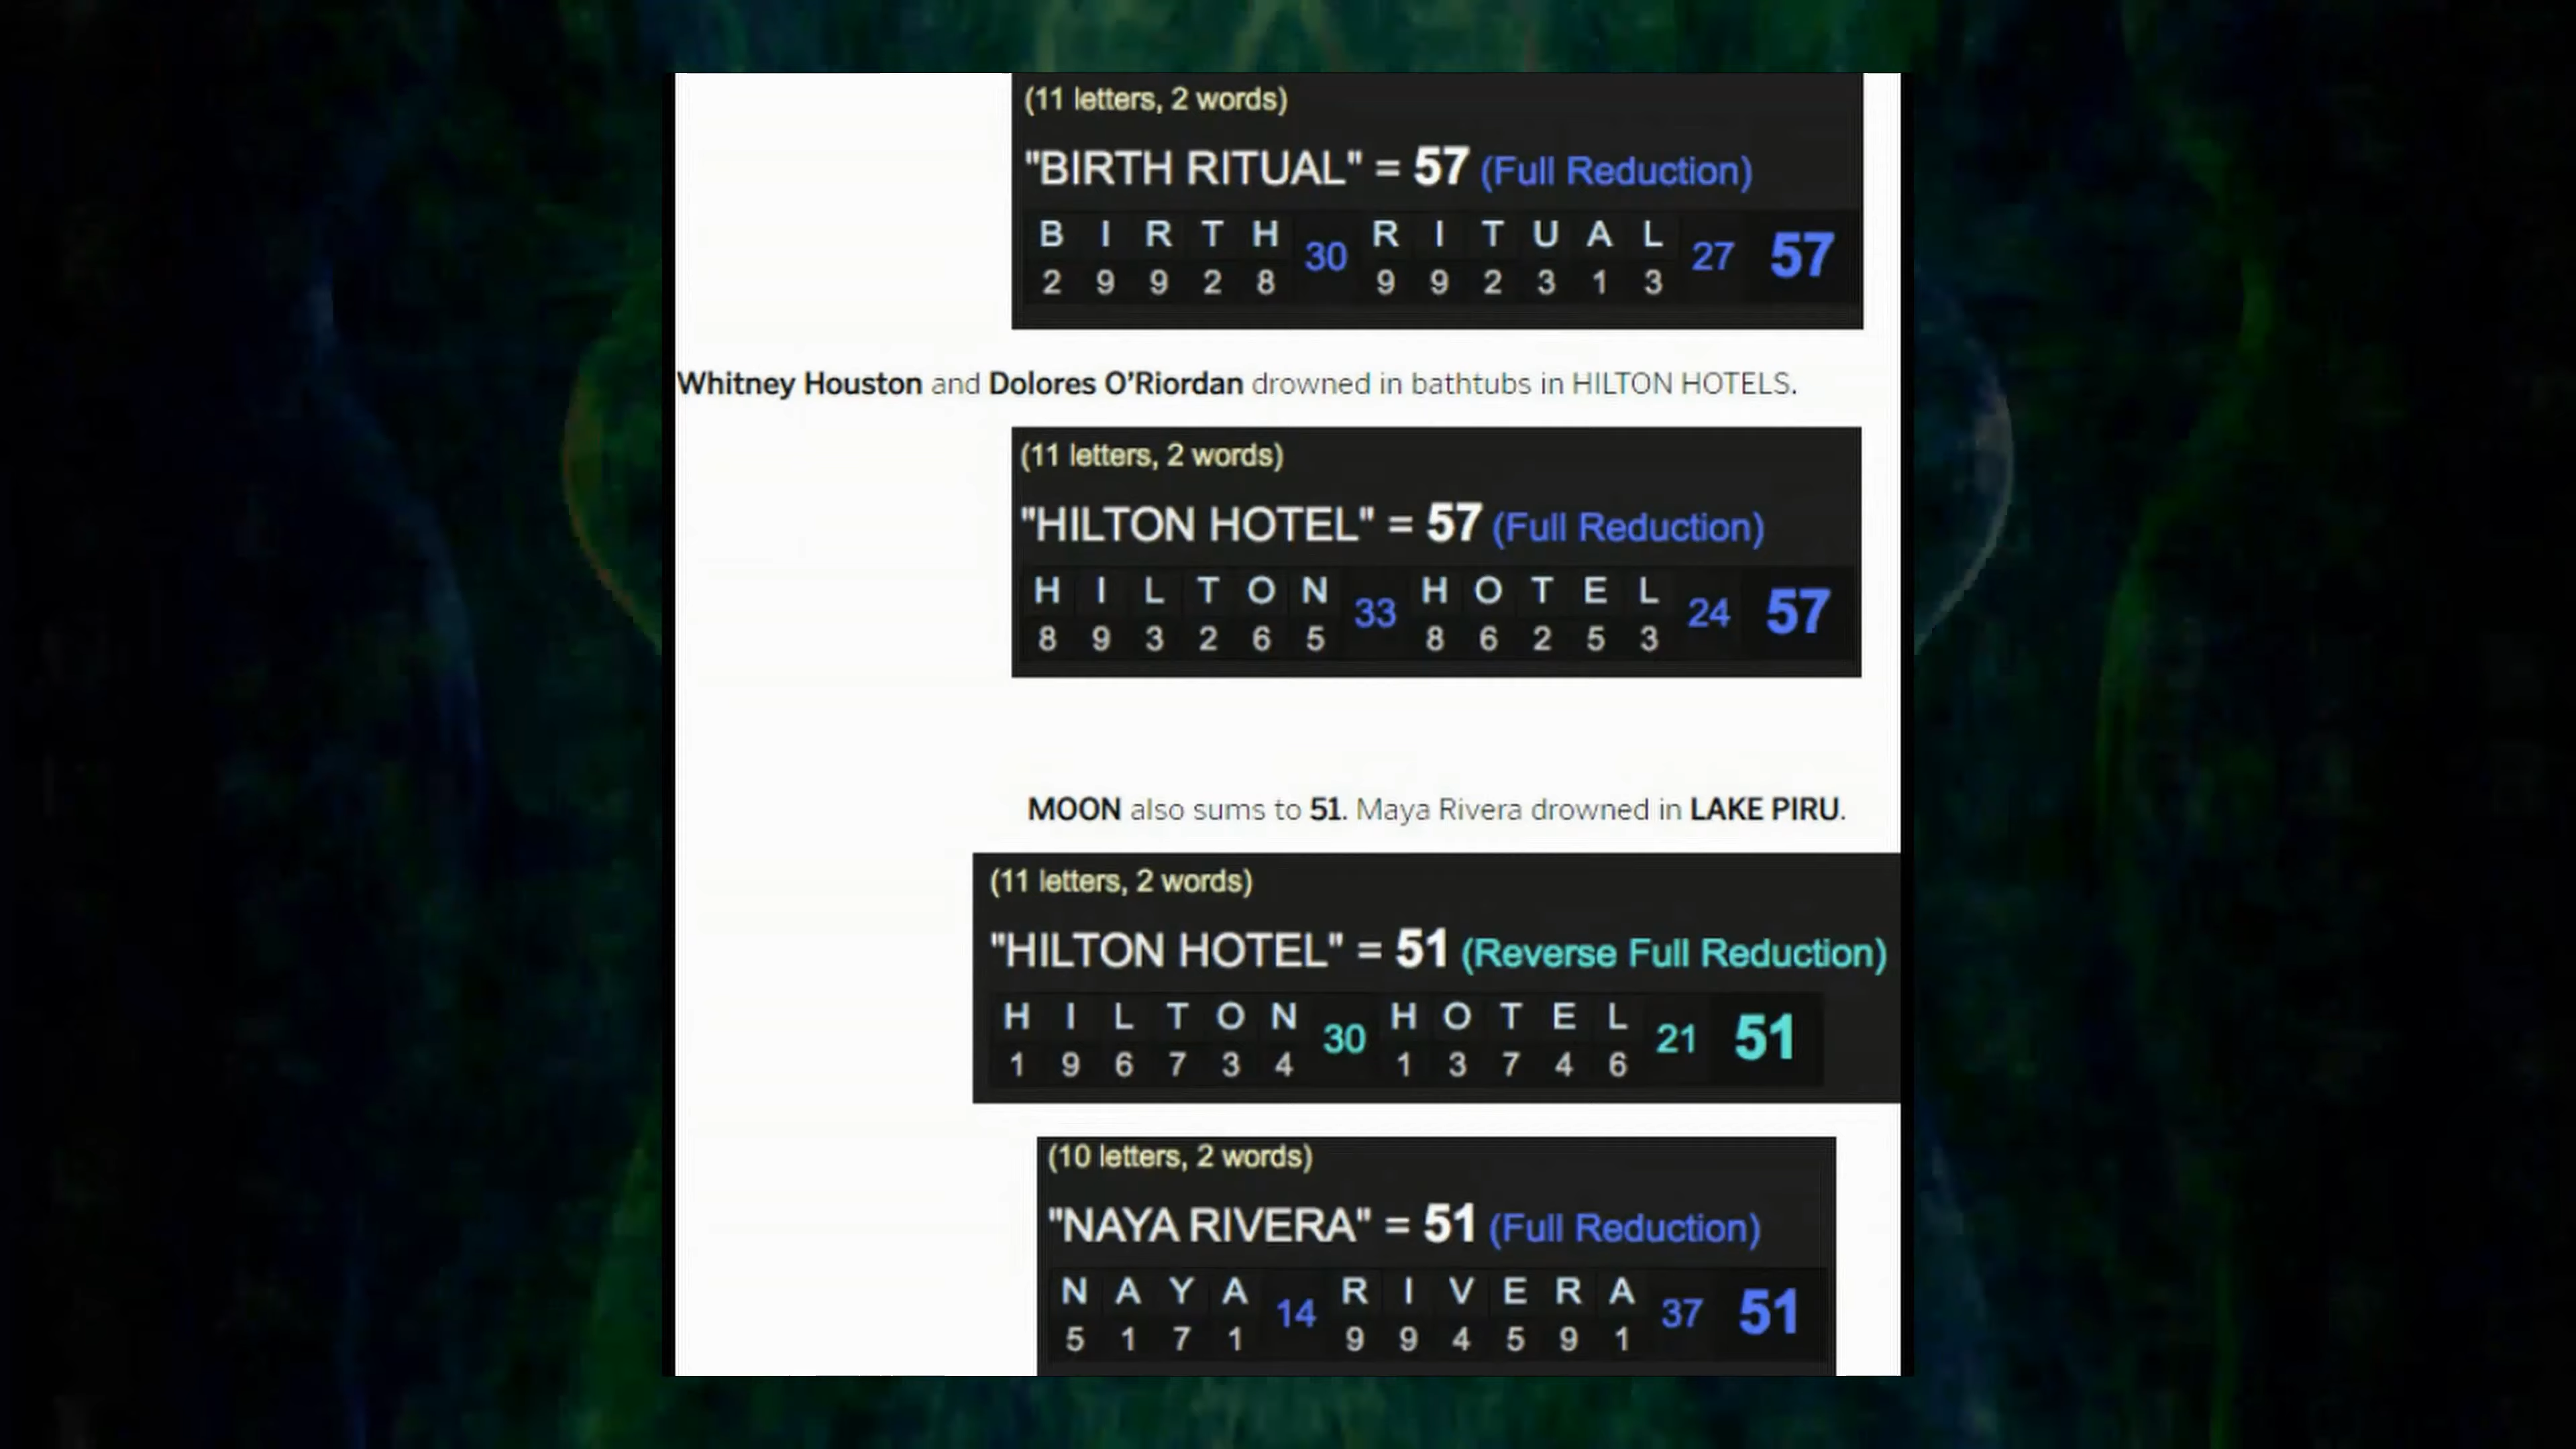 (11 letters, 2 words)
"BIRTH RITUAL" = 57 (Full Reduction)
B I R T H 30 R I T U A L 27 57
2 9 9 2 8 9 9 2 3 1 3
Whitney Houston and Dolores O'Riordan drowned in bathtubs in HILTON HOTELS.
(11 letters, 2 words)
"HILTON HOTEL" = 57 (Full Reduction)
H I L T O N 33 H O T E L 24 57
8 9 3 2 6 5 8 6 2 5 3
MOON also sums to 51. Maya Rivera drowned in LAKE PIRU.
(11 letters, 2 words)
"HILTON HOTEL" = 51 (Reverse Full Reduction)
H I L T O N 30 H O T E L 21 51
1 9 6 7 3 4 1 3 7 4 6
(10 letters, 2 words)
"NAYA RIVERA" = 51 (Full Reduction)
N A Y A 14 R I V E R A 37 51
5 1 7 1 9 9 4 5 9 1